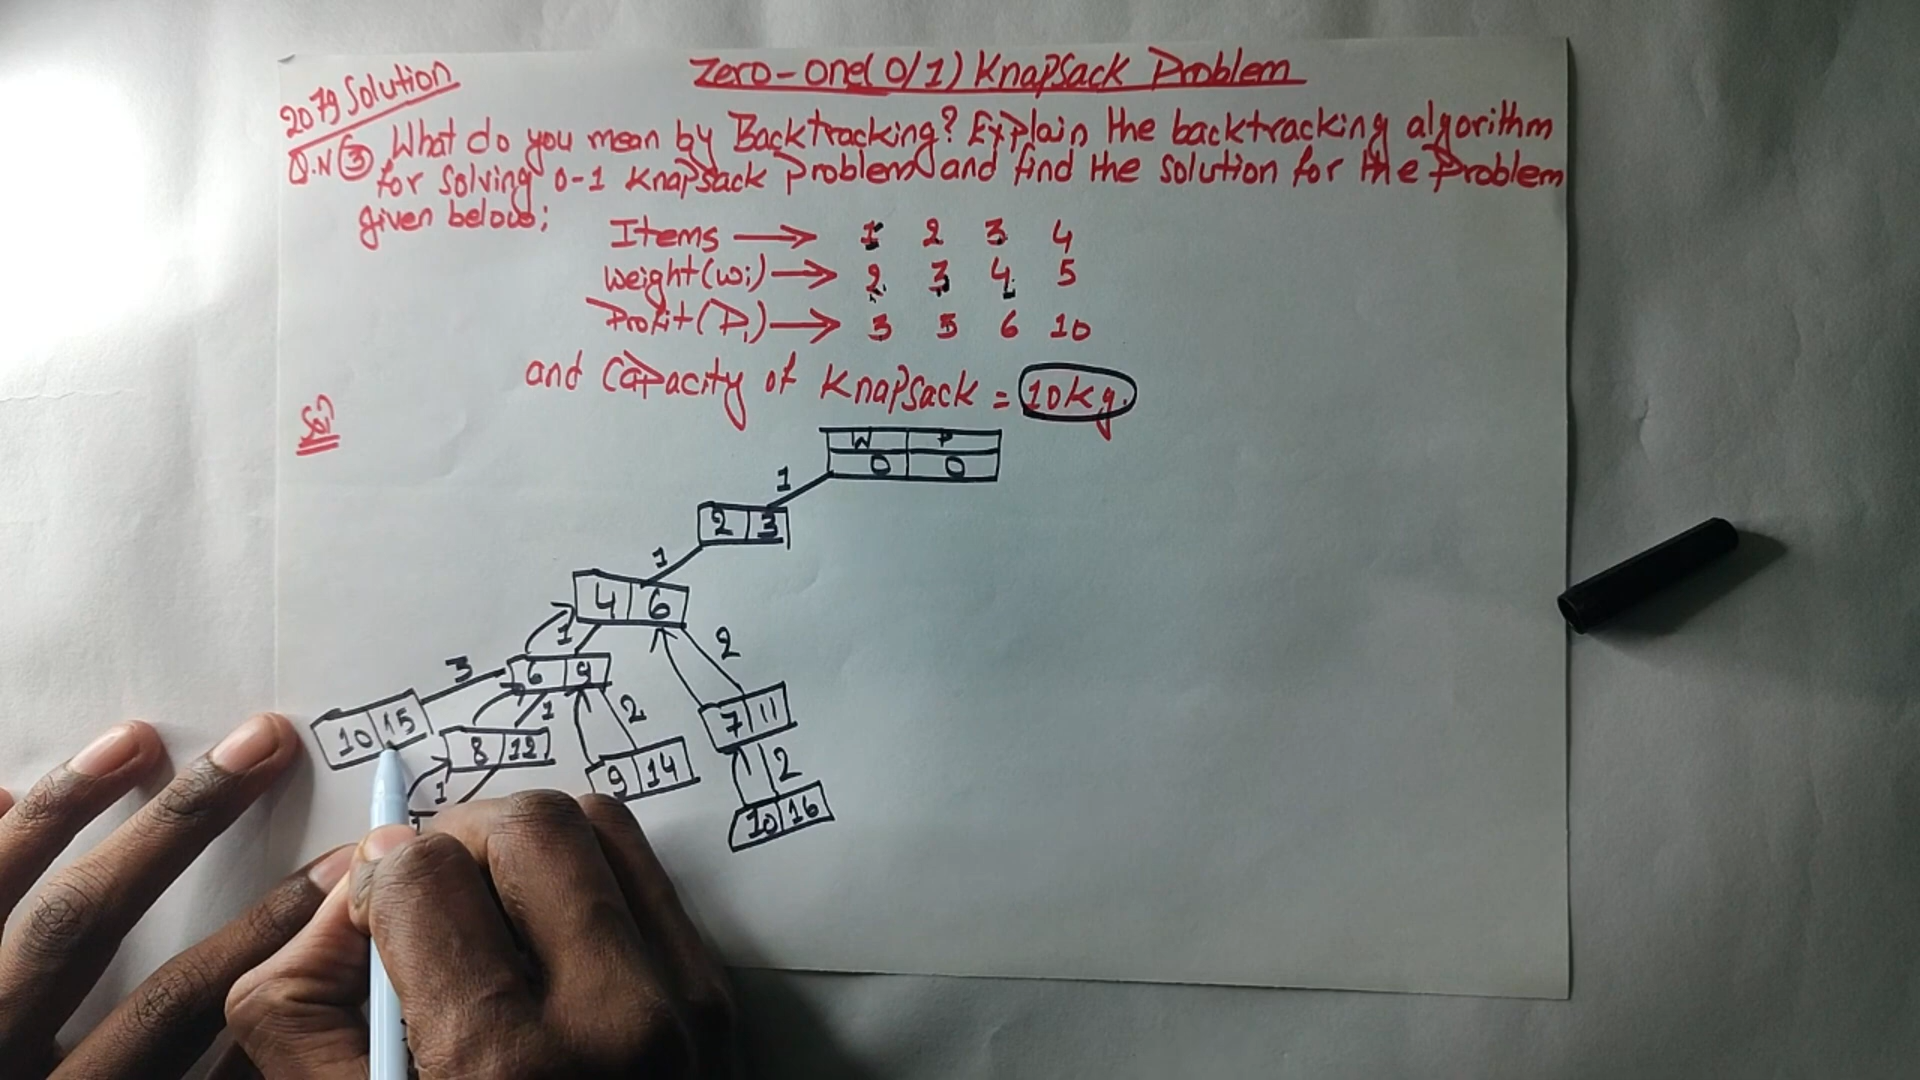 Zero-one(0/1) Knapsack Problem
2079 Solution
Q.N 3 What do you mean by Backtracking? Explain the backtracking algorithm
for solving 0-1 Knapsack Problem and find the solution for the Problem
given below;
Items → 1 2 3 4
Weight(wi) → 2 3 4 5
Profit(Pi) → 3 5 6 10
and Capacity of Knapsack = 10kg.
Sol
W P
0 0
1
2 3
1
4 6
1 2
3 6 9
10 15 1 2 7 11
8 12 9 14 2
1 10 16